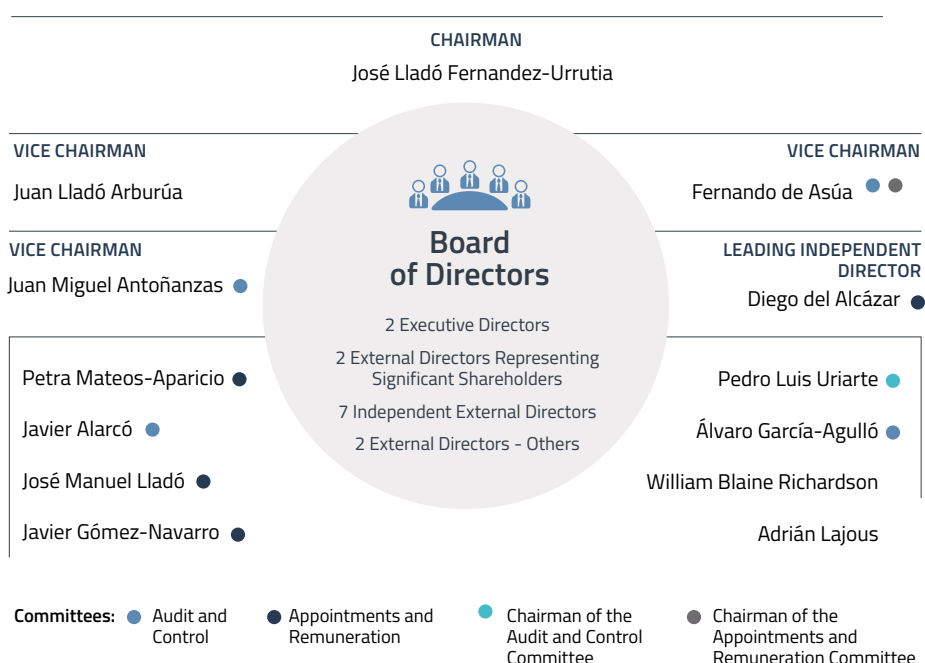 CHAIRMAN
José Lladó Fernandez-Urrutia
VICE CHAIRMAN
Juan Lladó Arburúa
VICE CHAIRMAN
Fernando de Asúa
VICE CHAIRMAN
Juan Miguel Antoñanzas
LEADING INDEPENDENT
DIRECTOR
Diego del Alcázar
Board
of Directors
2 Executive Directors
2 External Directors Representing
Significant Shareholders
7 Independent External Directors
2 External Directors - Others
Petra Mateos-Aparicio
Javier Alarcó
José Manuel Lladó
Javier Gómez-Navarro
Pedro Luis Uriarte
Álvaro García-Agulló
William Blaine Richardson
Adrián Lajous
Committees:
Audit and
Control
Appointments and
Remuneration
Chairman of the
Audit and Control
Committee
Chairman of the
Appointments and
Remuneration Committee